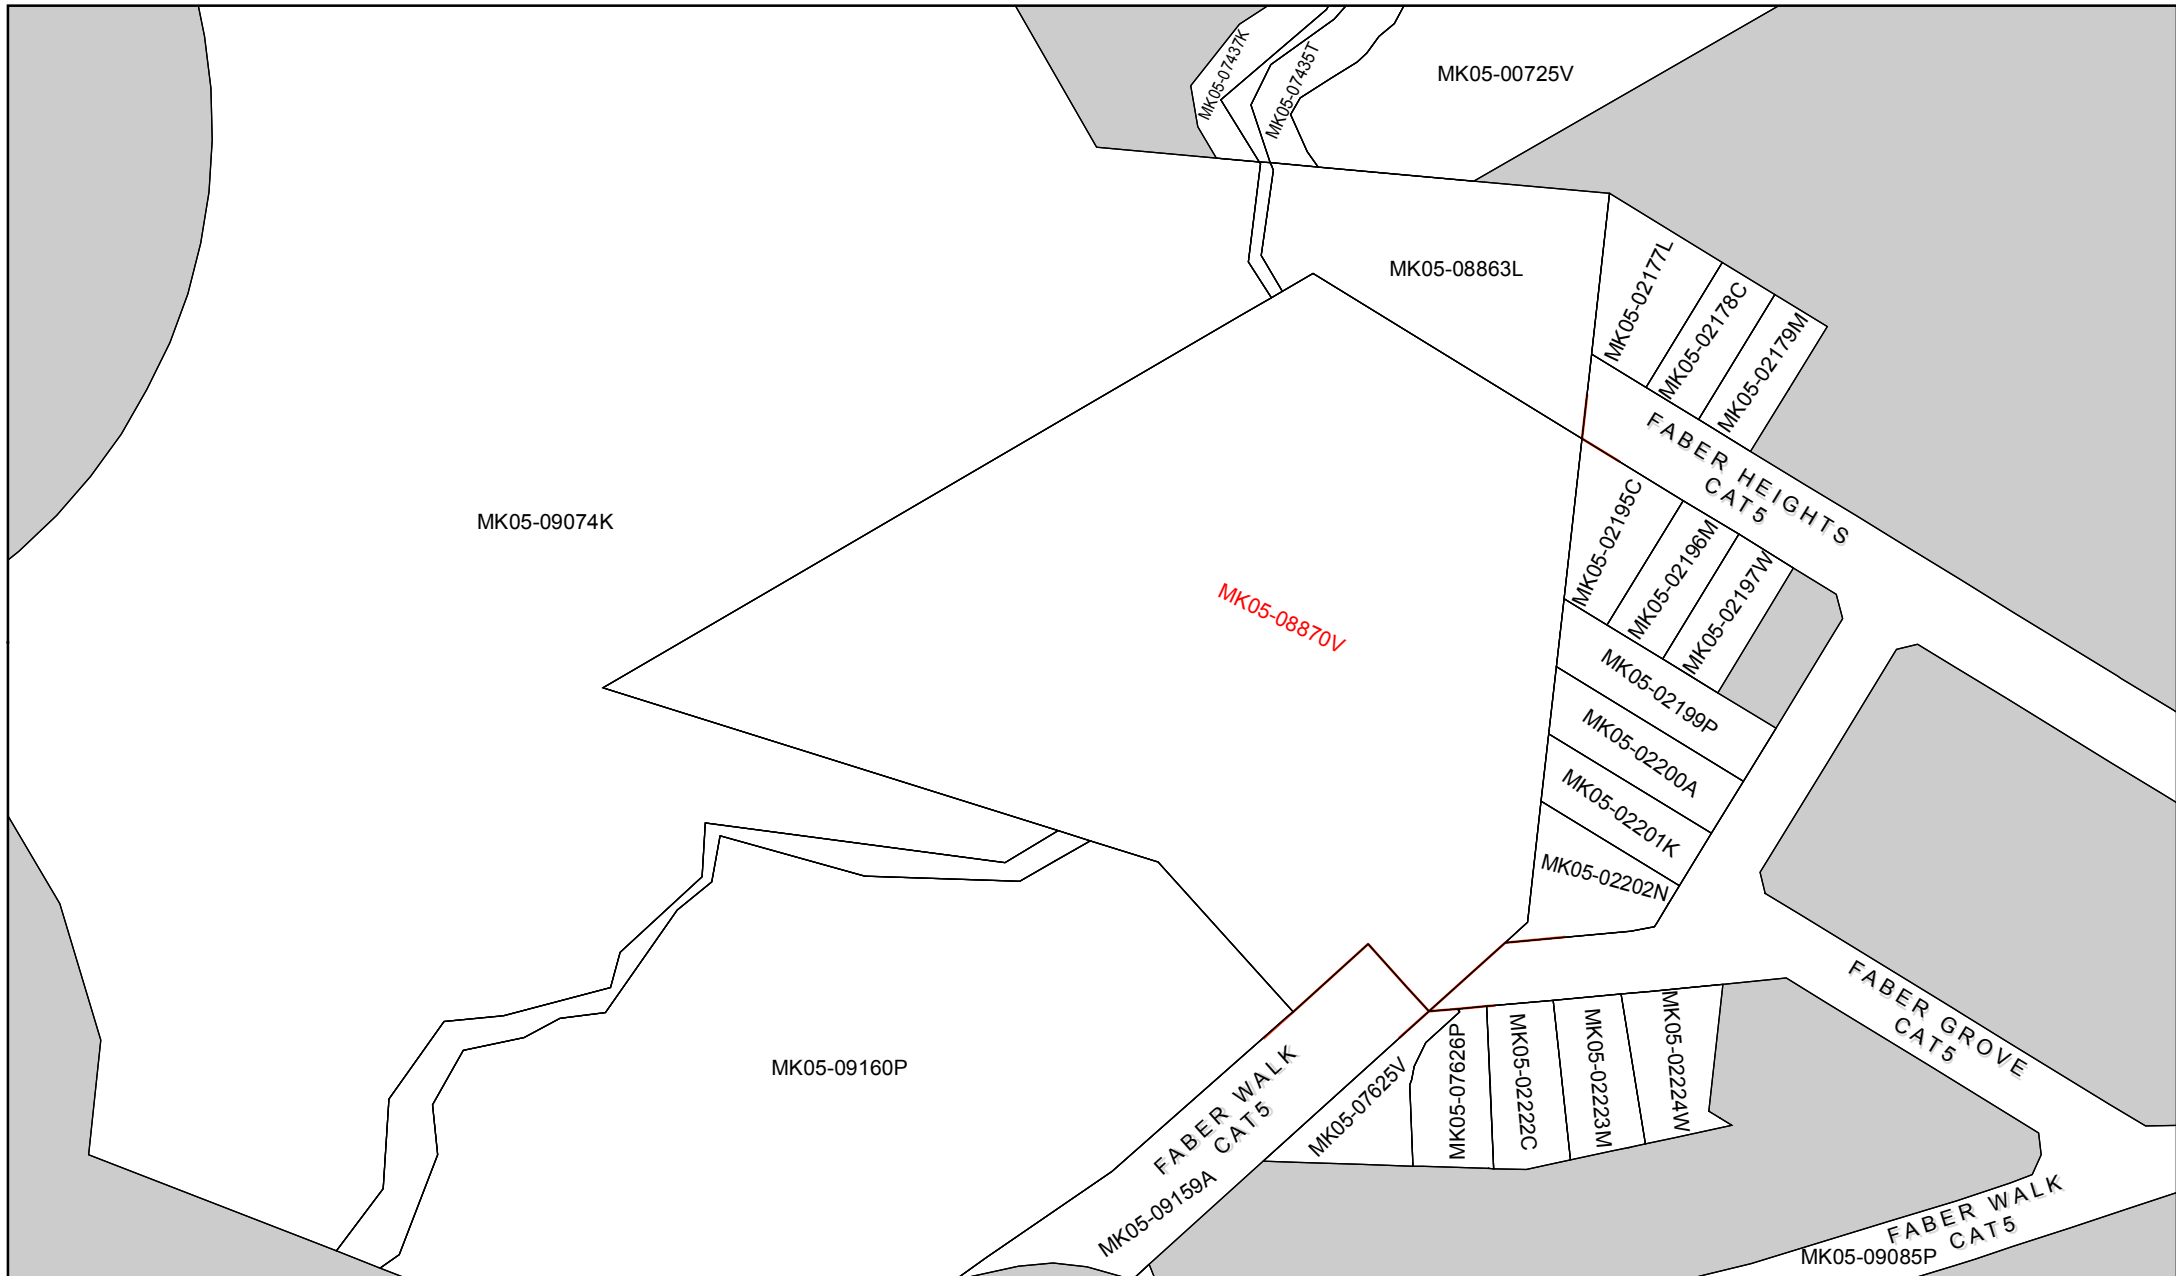 MK05-07437K
MK05-07435T
MK05-00725V
MK05-08863L
MK05-02177L
MK05-02178C
MK05-02179M
FABER HEIGHTS
CAT5
MK05-09074K
MK05-02195C
MK05-02196M
MK05-02197W
MK05-08870V
MK05-02199P
MK05-02200A
MK05-02201K
MK05-02202N
FABER GROVE
CAT5
MK05-09160P
FABER WALK
CAT5
MK05-09159A
MK05-07625V
MK05-07626P
MK05-02222C
MK05-02223M
MK05-02224W
FABER WALK
CAT5
MK05-09085P